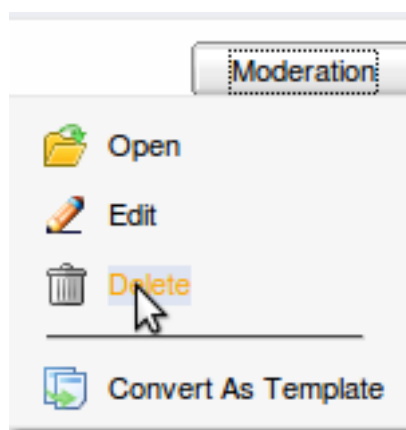 Moderation
Open
Edit
Delete
Convert As Template